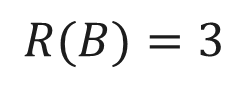 R(B) = 3